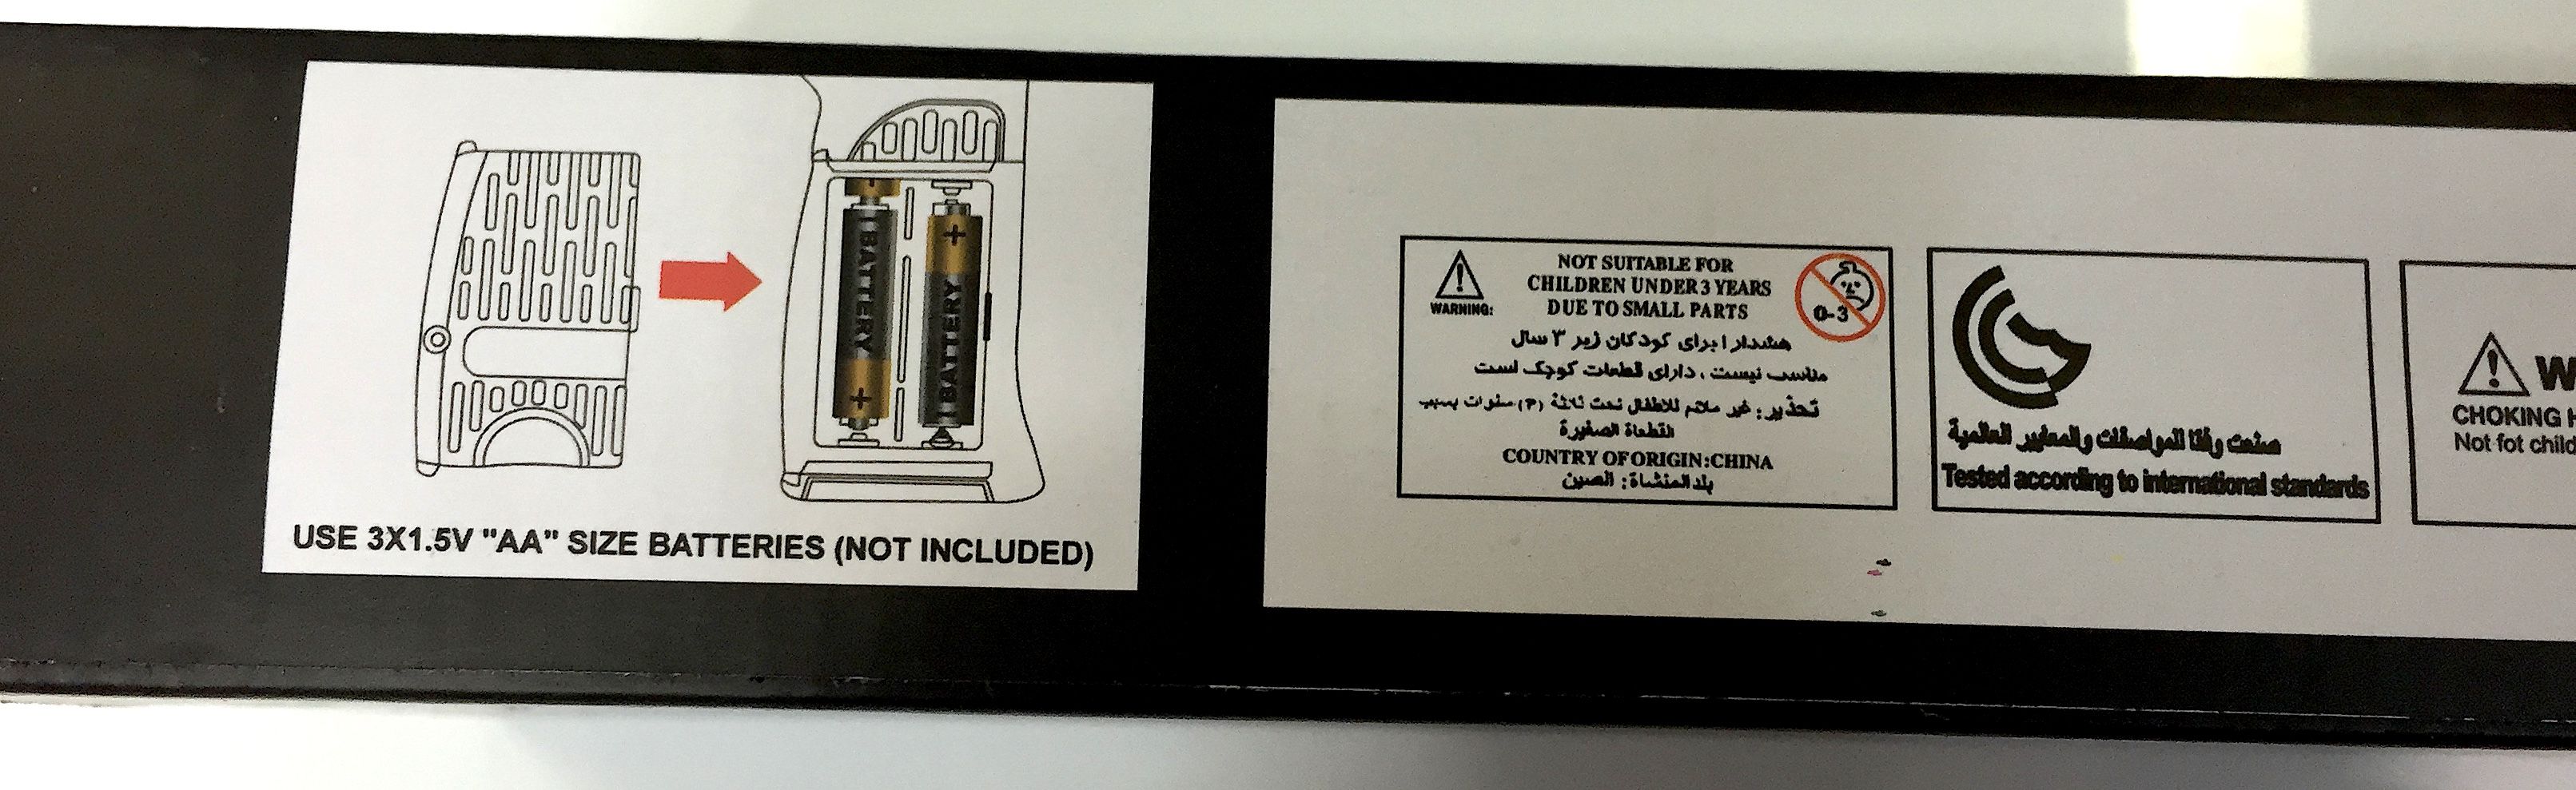 BATTERY
+
+
BATTERY
USE 3X1.5V "AA" SIZE BATTERIES (NOT INCLUDED)
WARNING:
NOT SUITABLE FOR
CHILDREN UNDER 3 YEARS
DUE TO SMALL PARTS
0-3
هشدار ! برای کودکان زیر ۳ سال
مناسب نیست ، دارای قطعات کوچک است
تحذير : غير ملائم للاطفال تحت ثلاثة (٣) سنوات بسبب
القطعاة الصغيرة
COUNTRY OF ORIGIN:CHINA
بلد المنشاة : الصين
صنعت وفقا للمواصفات والمعايير العالمية
Tested according to international standards
CHOKING
Not fot